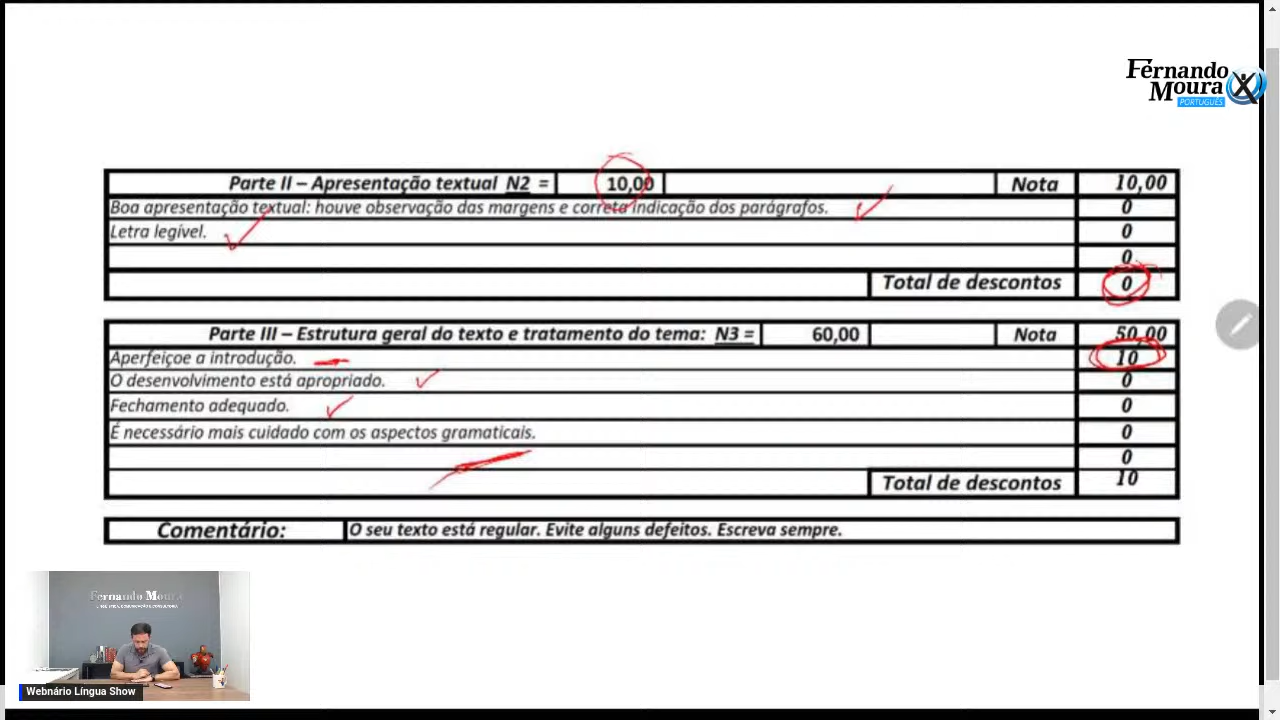 Fernando
Moura
PORTUGUÊS
Parte II – Apresentação textual N2 = 10,00 Nota 10,00
Boa apresentação textual: houve observação das margens e correta indicação dos parágrafos. 0
Letra legível. 0
0
Total de descontos 0
Parte III – Estrutura geral do texto e tratamento do tema: N3 = 60,00 Nota 50,00
Aperfeiçoe a introdução. 10
O desenvolvimento está apropriado. 0
Fechamento adequado. 0
É necessário mais cuidado com os aspectos gramaticais. 0
0
Total de descontos 10
Comentário: O seu texto está regular. Evite alguns defeitos. Escreva sempre.
Fernando Moura
Webnário Língua Show